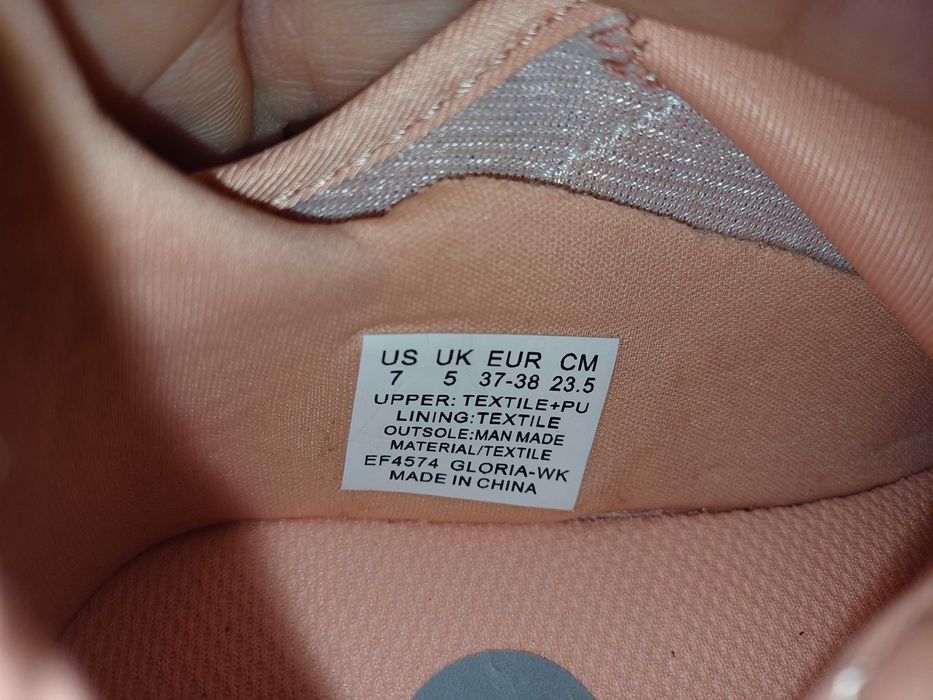 US UK EUR CM
7 5 37-38 23.5
UPPER: TEXTILE+PU
LINING:TEXTILE
OUTSOLE:MAN MADE
MATERIAL/TEXTILE
EF4574 GLORIA-WK
MADE IN CHINA